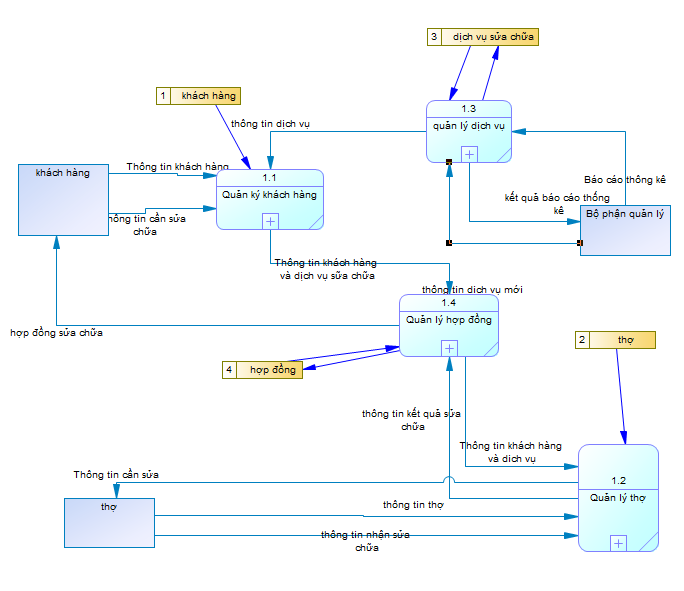 3 dịch vụ sửa chữa
1 khách hàng
1.3
quản lý dịch vụ
thông tin dịch vụ
khách hàng
Thông tin khách hàng
1.1
Quản ký khách hàng
Báo cáo thông kê
kết quả báo cáo thống
kê
Bộ phận quản lý
hông tin cần sửa
chữa
Thông tin khách hàng
và dịch vụ sữa chữa
thông tin dịch vụ mới
1.4
Quản lý hợp đồng
hợp đồng sửa chữa
2 thợ
4 hợp đồng
thông tin kết quả sửa
chữa
Thông tin khách hàng
và dich vụ
Thông tin cần sửa
1.2
Quản lý thợ
thợ
thông tin thợ
thông tin nhận sửa
chữa